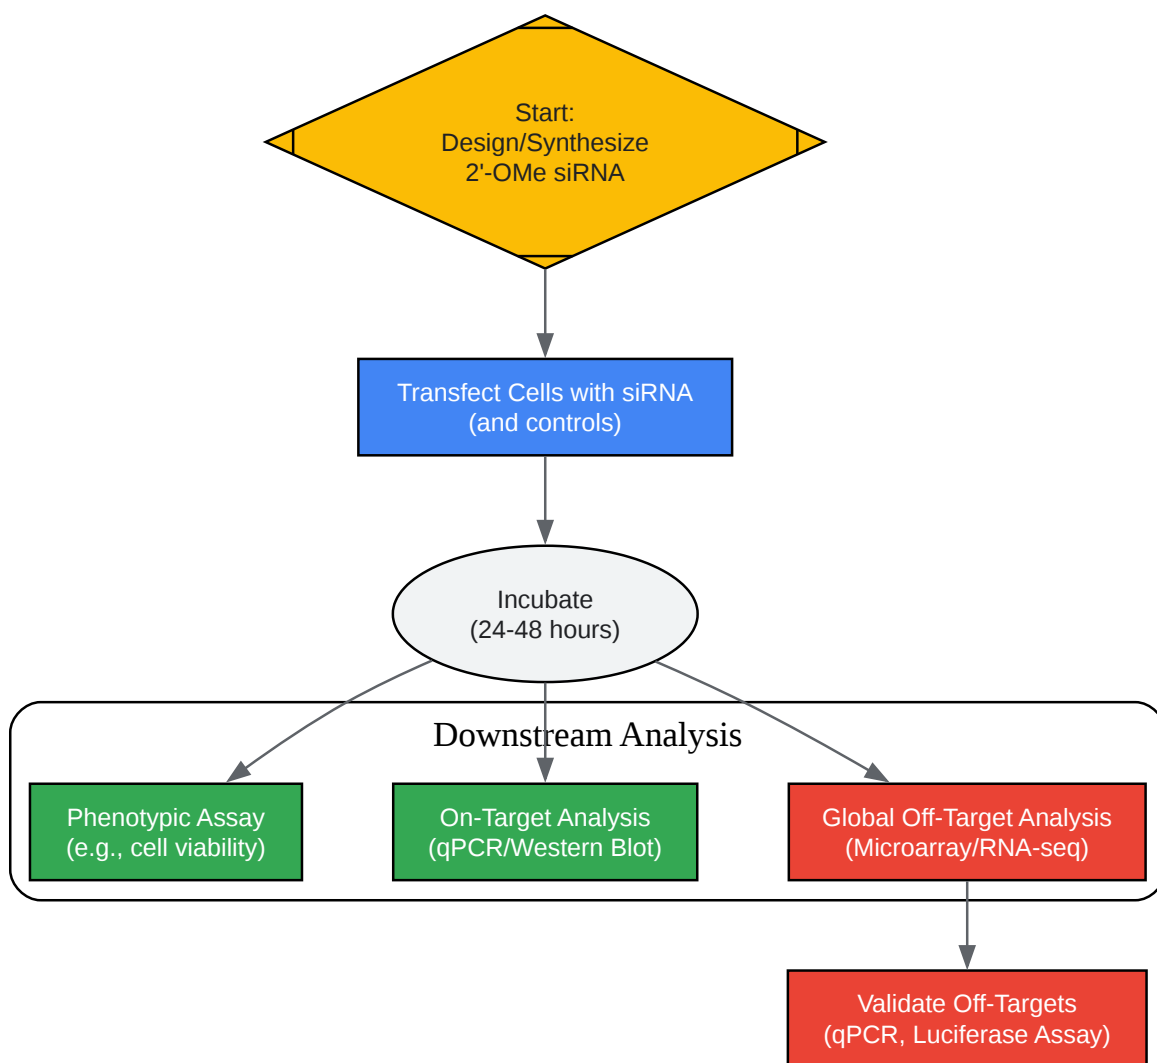 Start:
Design/Synthesize
2'-OMe siRNA
Transfect Cells with siRNA
(and controls)
Incubate
(24-48 hours)
Downstream Analysis
Phenotypic Assay
(e.g., cell viability)
On-Target Analysis
(qPCR/Western Blot)
Global Off-Target Analysis
(Microarray/RNA-seq)
Validate Off-Targets
(qPCR, Luciferase Assay)